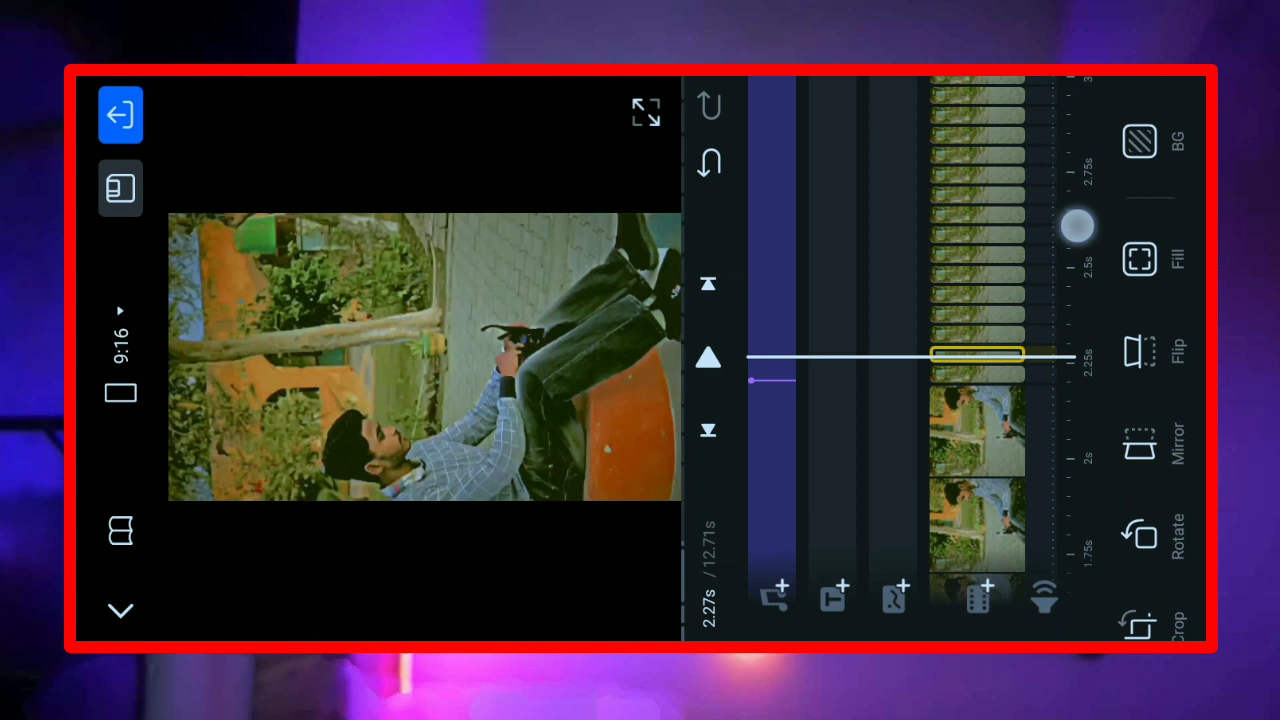 9:16
2.27s / 12.71s
T
1.75s 2s 2.25s 2.5s 2.75s 3
Crop Rotate Mirror Flip Fill BG